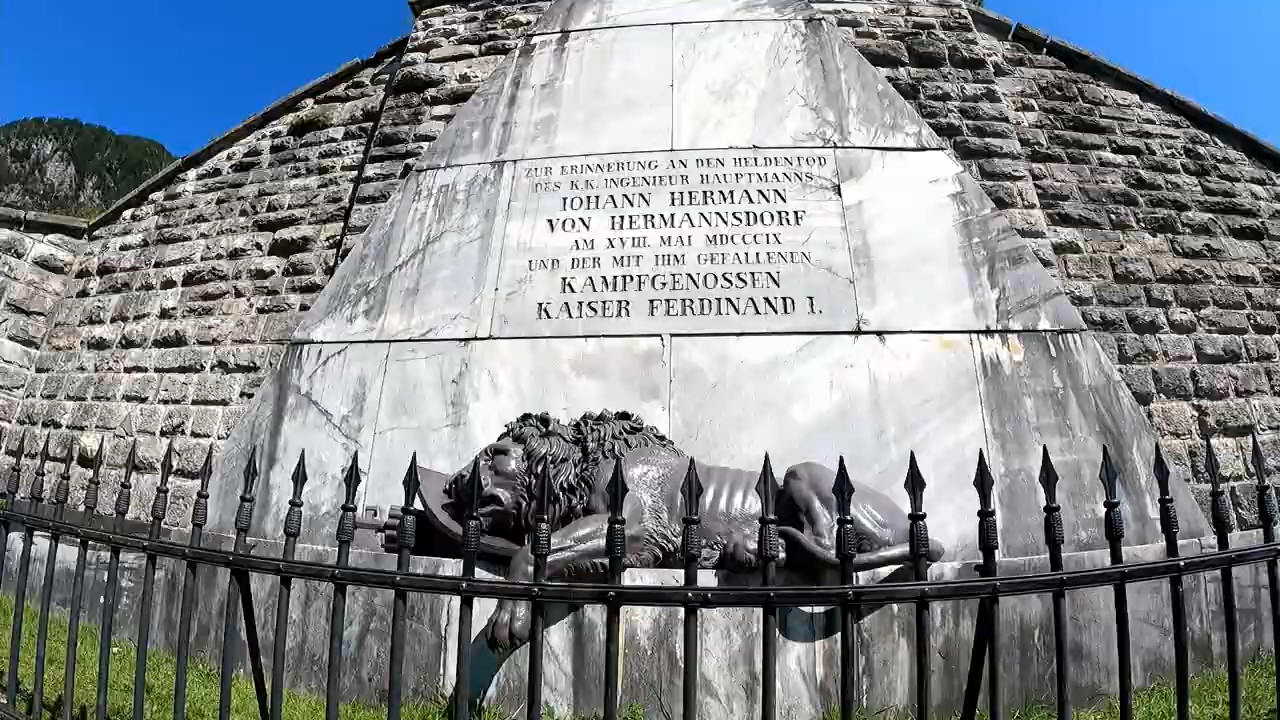 ZUR ERINNERUNG AN DEN HELDENTOD
DES K.K. INGENIEUR HAUPTMANNS
IOHANN HERMANN
VON HERMANNSDORF
AM XVIII. MAI MDCCCIX
UND DER MIT IHM GEFALLENEN
KAMPFGENOSSEN
KAISER FERDINAND I.